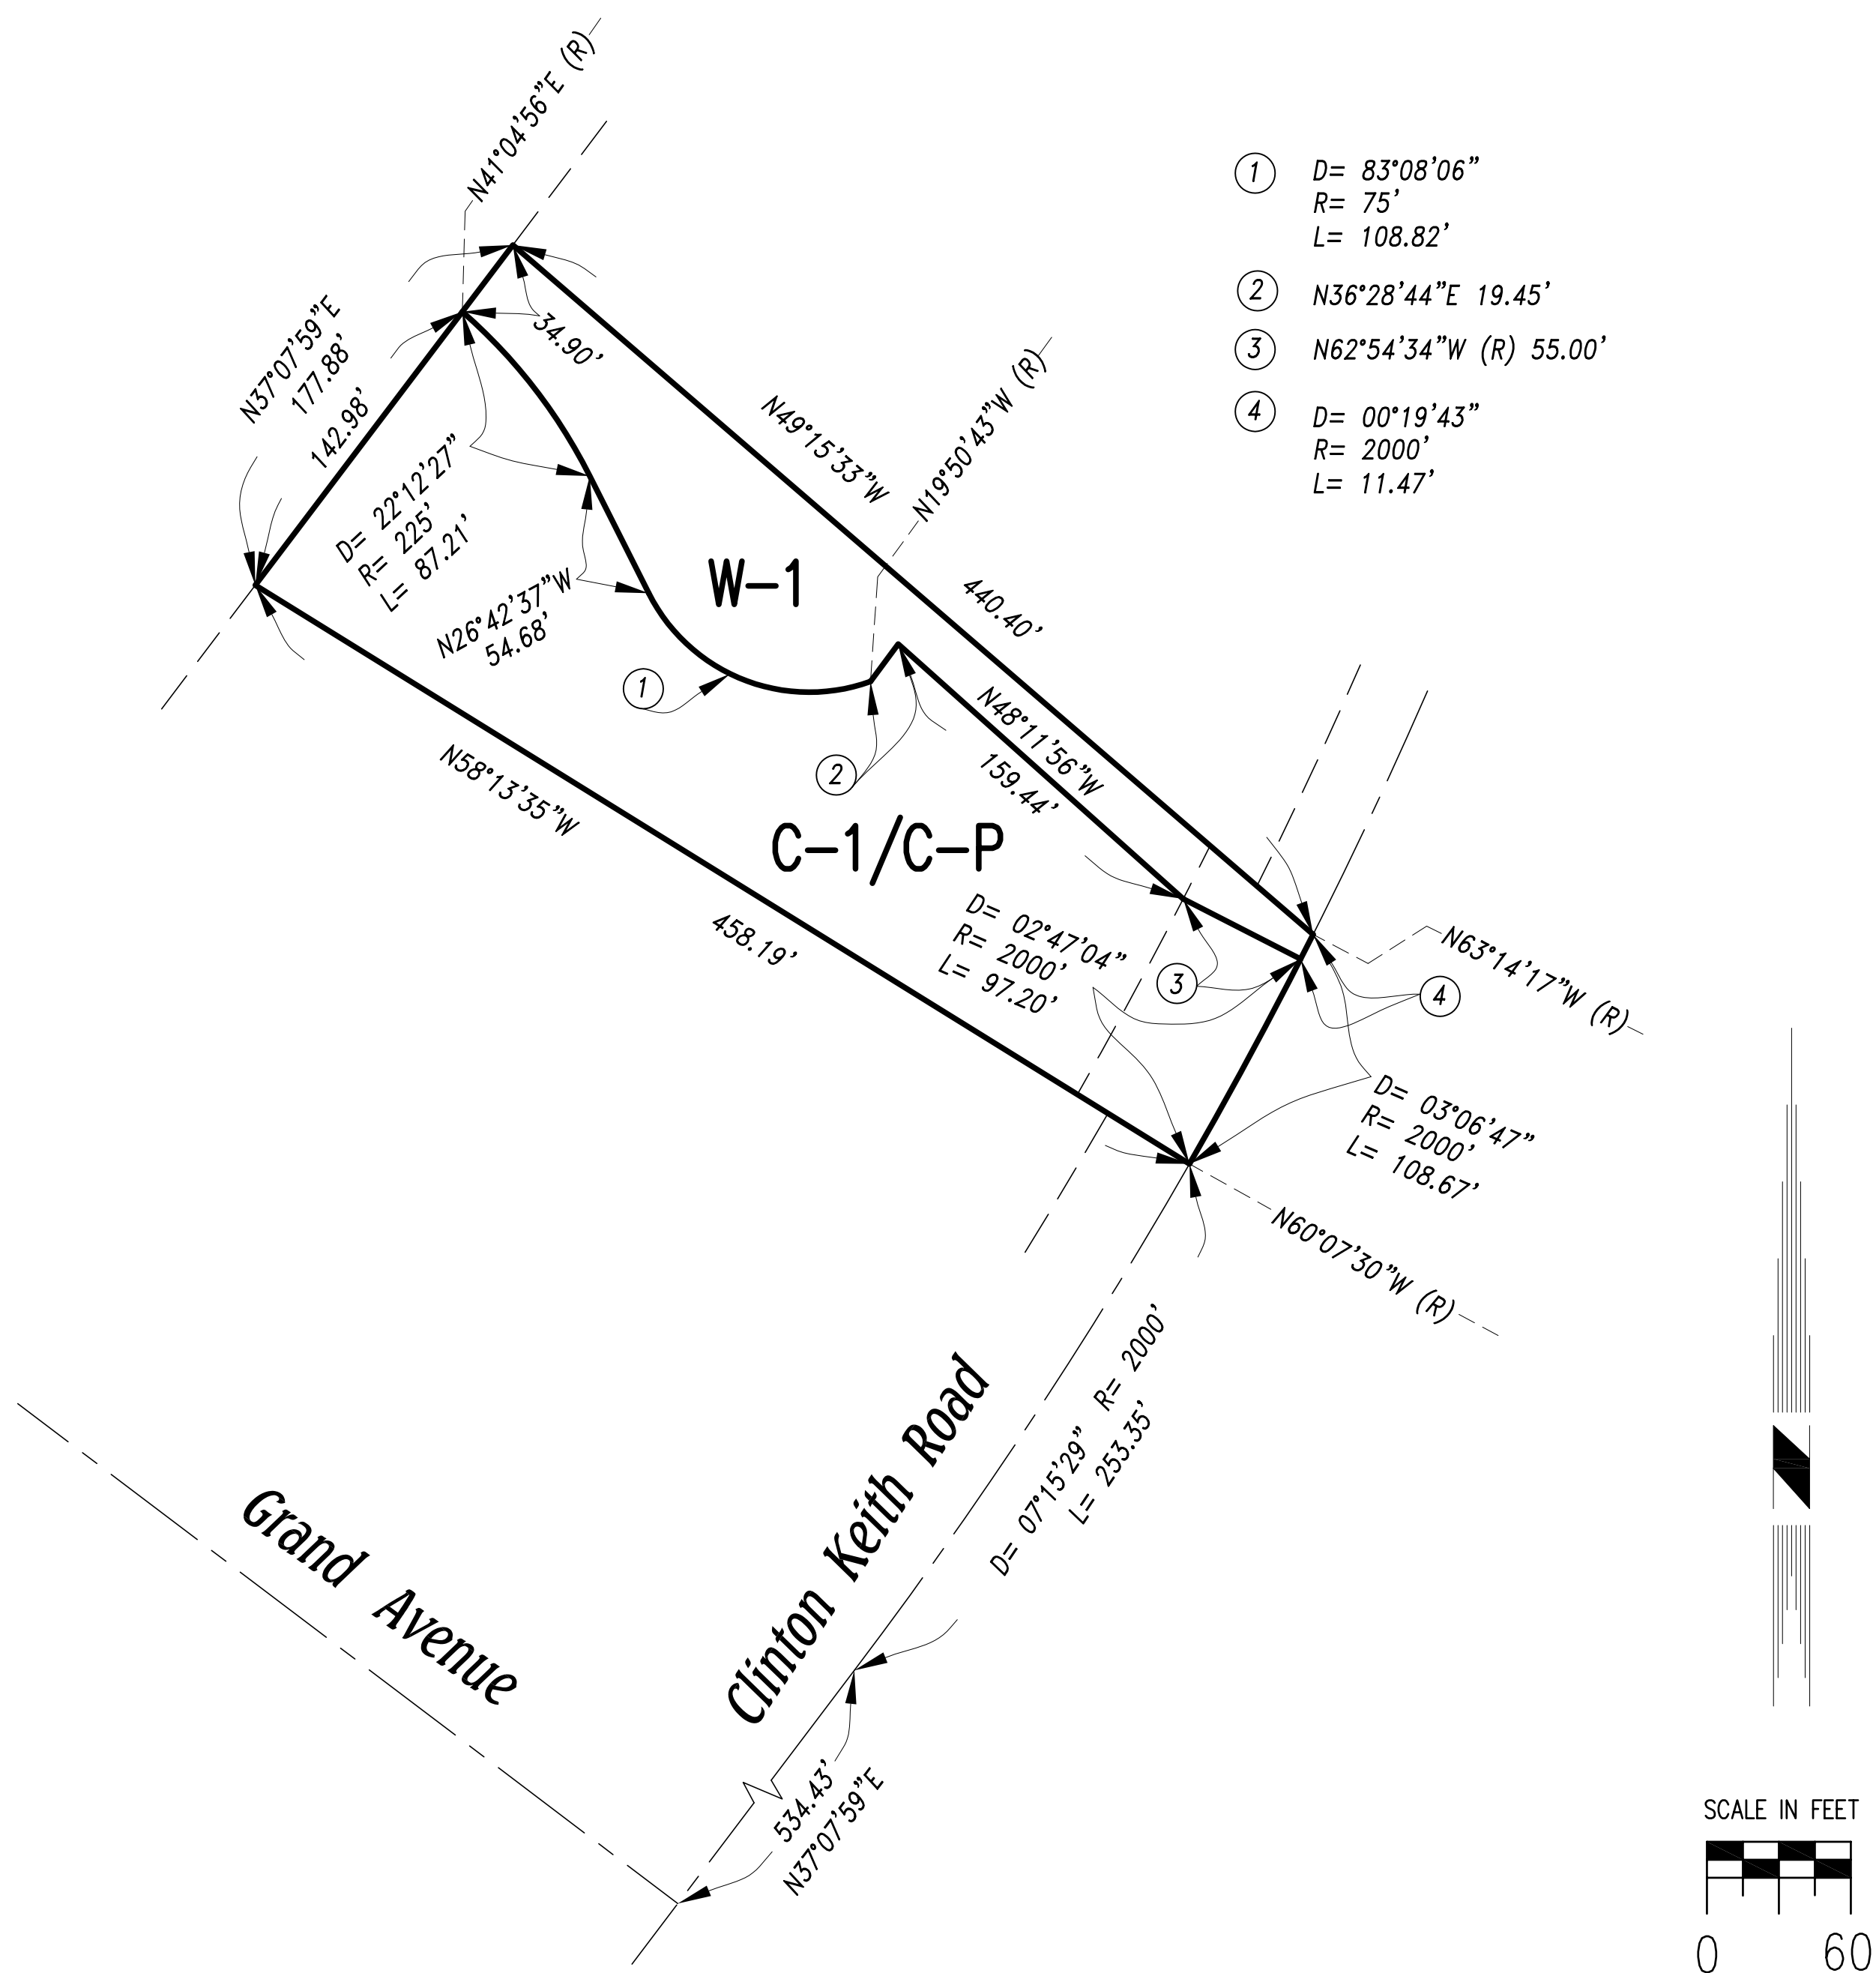 N41°04'56"E (R)
① D= 83°08'06"
R= 75'
L= 108.82'
② N36°28'44"E 19.45'
③ N62°54'34"W (R) 55.00'
④ D= 00°19'43"
R= 2000'
L= 11.47'
N37°07'59"E
177.88'
142.98'
34.90'
N49°15'33"W
440.40'
N19°50'43"W (R)
D= 22°12'27"
R= 225'
L= 87.21'
N26°42'37"W
54.68'
W-1
①
②
N48°11'56"W
159.44'
N58°13'35"W
458.19'
C-1/C-P
D= 02°47'04"
R= 2000'
L= 97.20'
③
④
N63°14'17"W (R)
D= 03°06'47"
R= 2000'
L= 108.67'
N60°07'30"W (R)
D= 07°15'29" R= 2000'
L= 253.35'
Clinton Keith Road
Grand Avenue
534.43'
N37°07'59"E
N
SCALE IN FEET
0 60